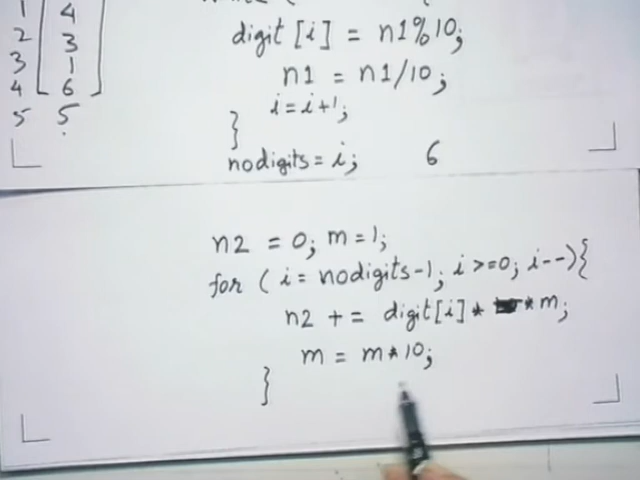 1 4
digit [i] = n1%10;
2 3
n1 = n1/10;
3 1
4 6
i=i+1;
5 5
}
nodigits = i; 6
n2 = 0; m=1;
for ( i = nodigits-1; i >=0; i--){
n2 += digit[i] * * m;
m = m*10;
}